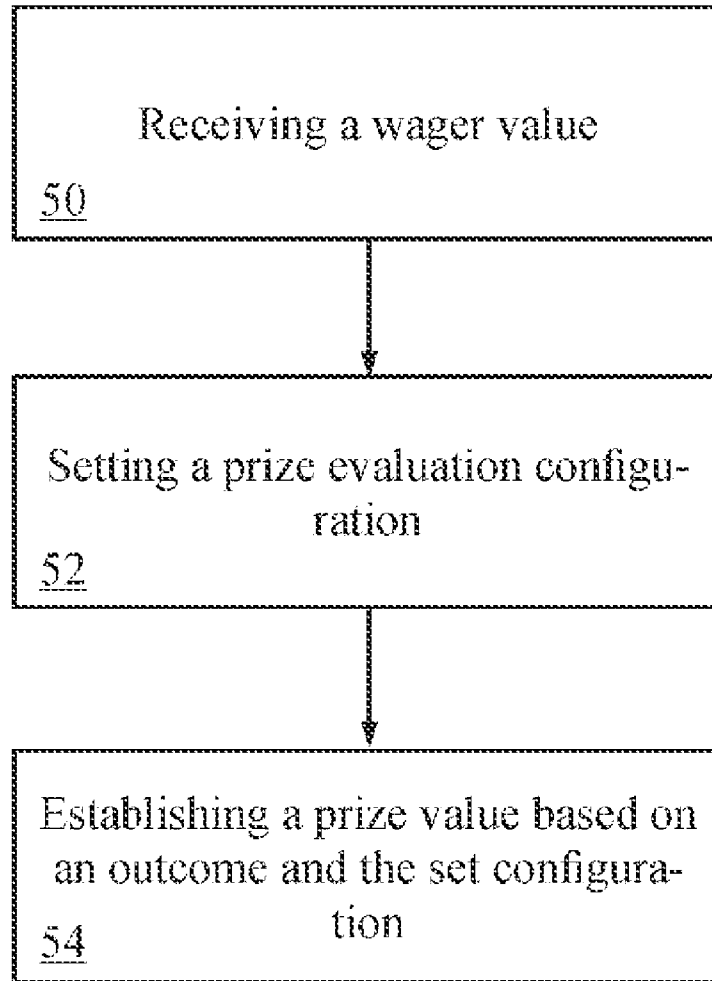 Receiving a wager value
50
Setting a prize evaluation configu-
ration
52
Establishing a prize value based on
an outcome and the set configura-
tion
54